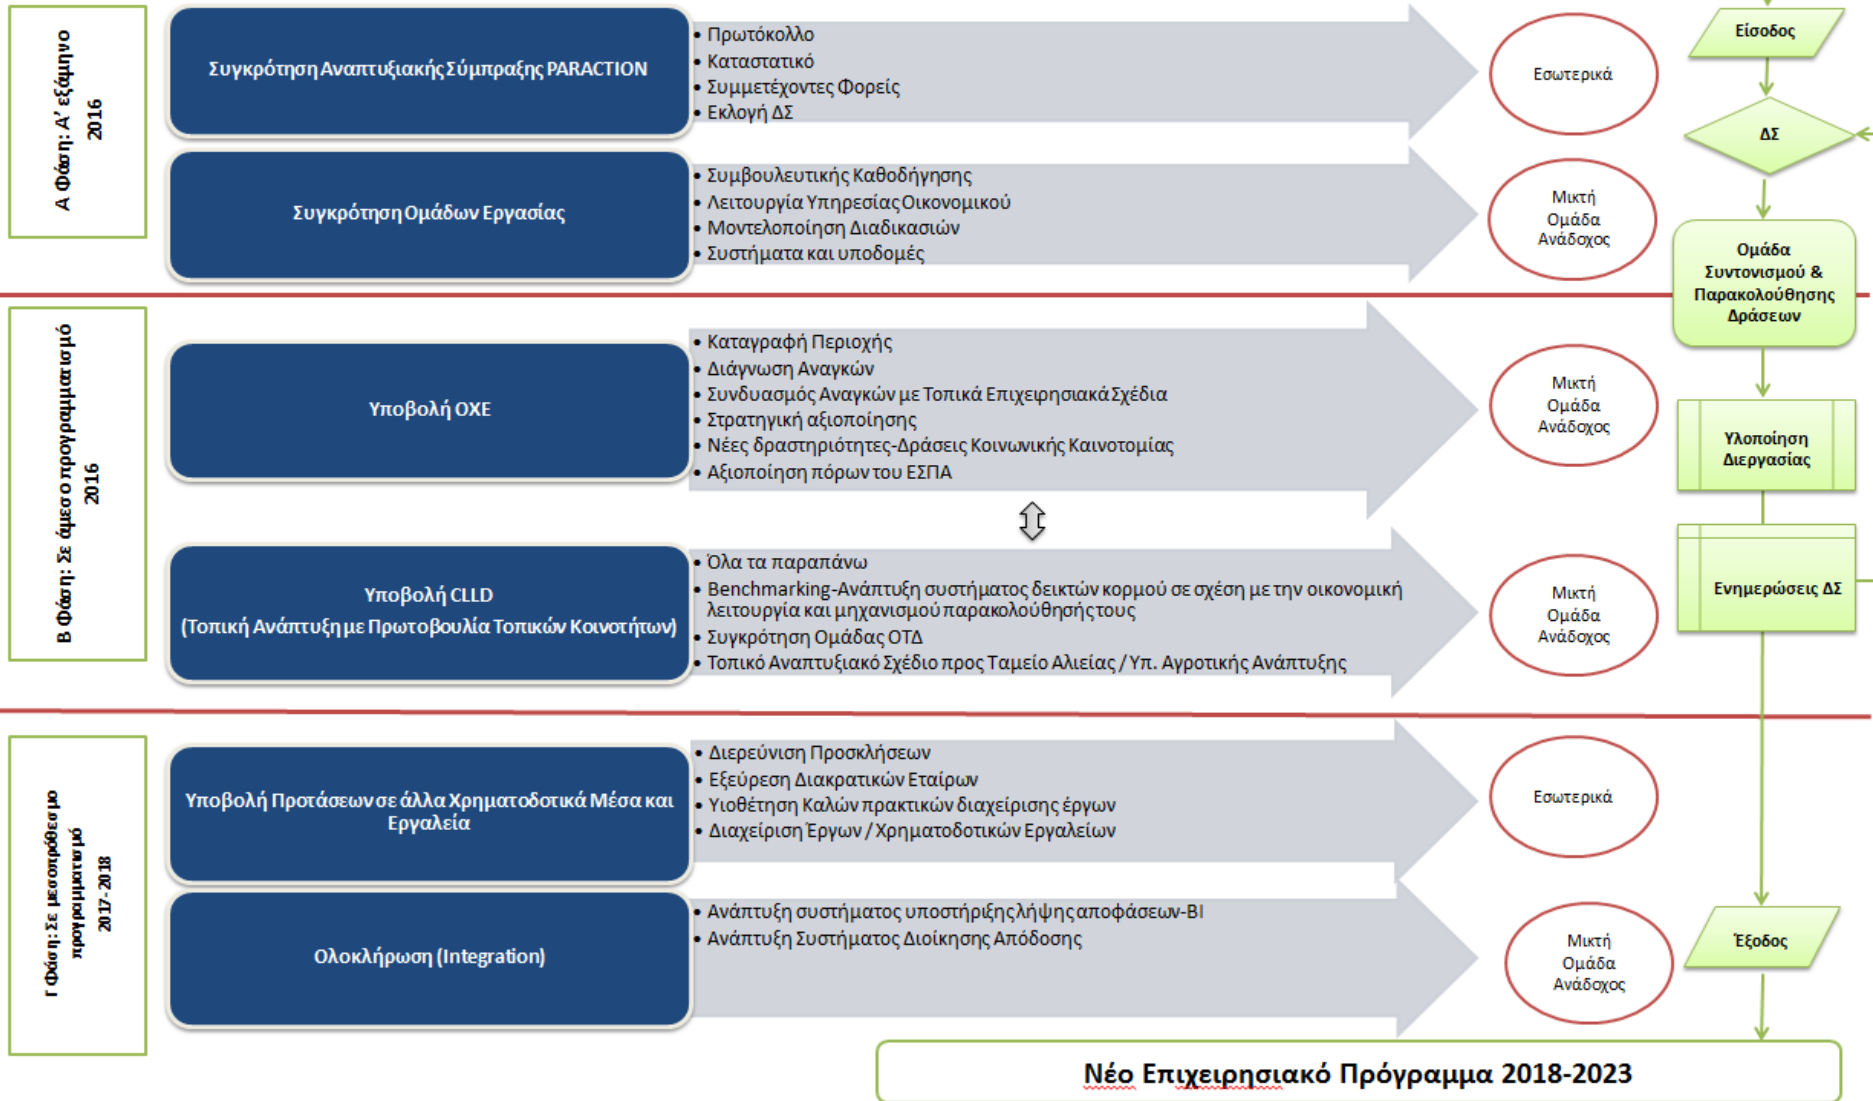 Α Φάση: Α’ εξάμηνο
2016
Συγκρότηση Αναπτυξιακής Σύμπραξης PARACTION
• Πρωτόκολλο
• Καταστατικό
• Συμμετέχοντες Φορείς
• Εκλογή ΔΣ
Εσωτερικά
Συγκρότηση Ομάδων Εργασίας
• Συμβουλευτικής Καθοδήγησης
• Λειτουργία Υπηρεσίας Οικονομικού
• Μοντελοποίηση Διαδικασιών
• Συστήματα και υποδομές
Μικτή
Ομάδα
Ανάδοχος
Β Φάση: Σε άμεσο προγραμματισμό
2016
Υποβολή ΟΧΕ
• Καταγραφή Περιοχής
• Διάγνωση Αναγκών
• Συνδυασμός Αναγκών με Τοπικά Επιχειρησιακά Σχέδια
• Στρατηγική αξιοποίησης
• Νέες δραστηριότητες-Δράσεις Κοινωνικής Καινοτομίας
• Αξιοποίηση πόρων του ΕΣΠΑ
Μικτή
Ομάδα
Ανάδοχος
Υποβολή CLLD
(Τοπική Ανάπτυξη με Πρωτοβουλία Τοπικών Κοινοτήτων)
• Όλα τα παραπάνω
• Benchmarking-Ανάπτυξη συστήματος δεικτών κορμού σε σχέση με την οικονομική
λειτουργία και μηχανισμού παρακολούθησής τους
• Συγκρότηση Ομάδας ΟΤΔ
• Τοπικό Αναπτυξιακό Σχέδιο προς Ταμείο Αλιείας / Υπ. Αγροτικής Ανάπτυξης
Μικτή
Ομάδα
Ανάδοχος
Γ Φάση: Σε μεσοπρόθεσμο
προγραμματισμό
2017-2018
Υποβολή Προτάσεων σε άλλα Χρηματοδοτικά Μέσα και
Εργαλεία
• Διερεύνιση Προσκλήσεων
• Εξεύρεση Διακρατικών Εταίρων
• Υιοθέτηση Καλών πρακτικών διαχείρισης έργων
• Διαχείριση Έργων / Χρηματοδοτικών Εργαλείων
Εσωτερικά
Ολοκλήρωση (Integration)
• Ανάπτυξη συστήματος υποστήριξης λήψης αποφάσεων-BI
• Ανάπτυξη Συστήματος Διοίκησης Απόδοσης
Μικτή
Ομάδα
Ανάδοχος
Είσοδος
ΔΣ
Ομάδα
Συντονισμού &
Παρακολούθησης
Δράσεων
Υλοποίηση
Διεργασίας
Ενημερώσεις ΔΣ
Έξοδος
Νέο Επιχειρησιακό Πρόγραμμα 2018-2023